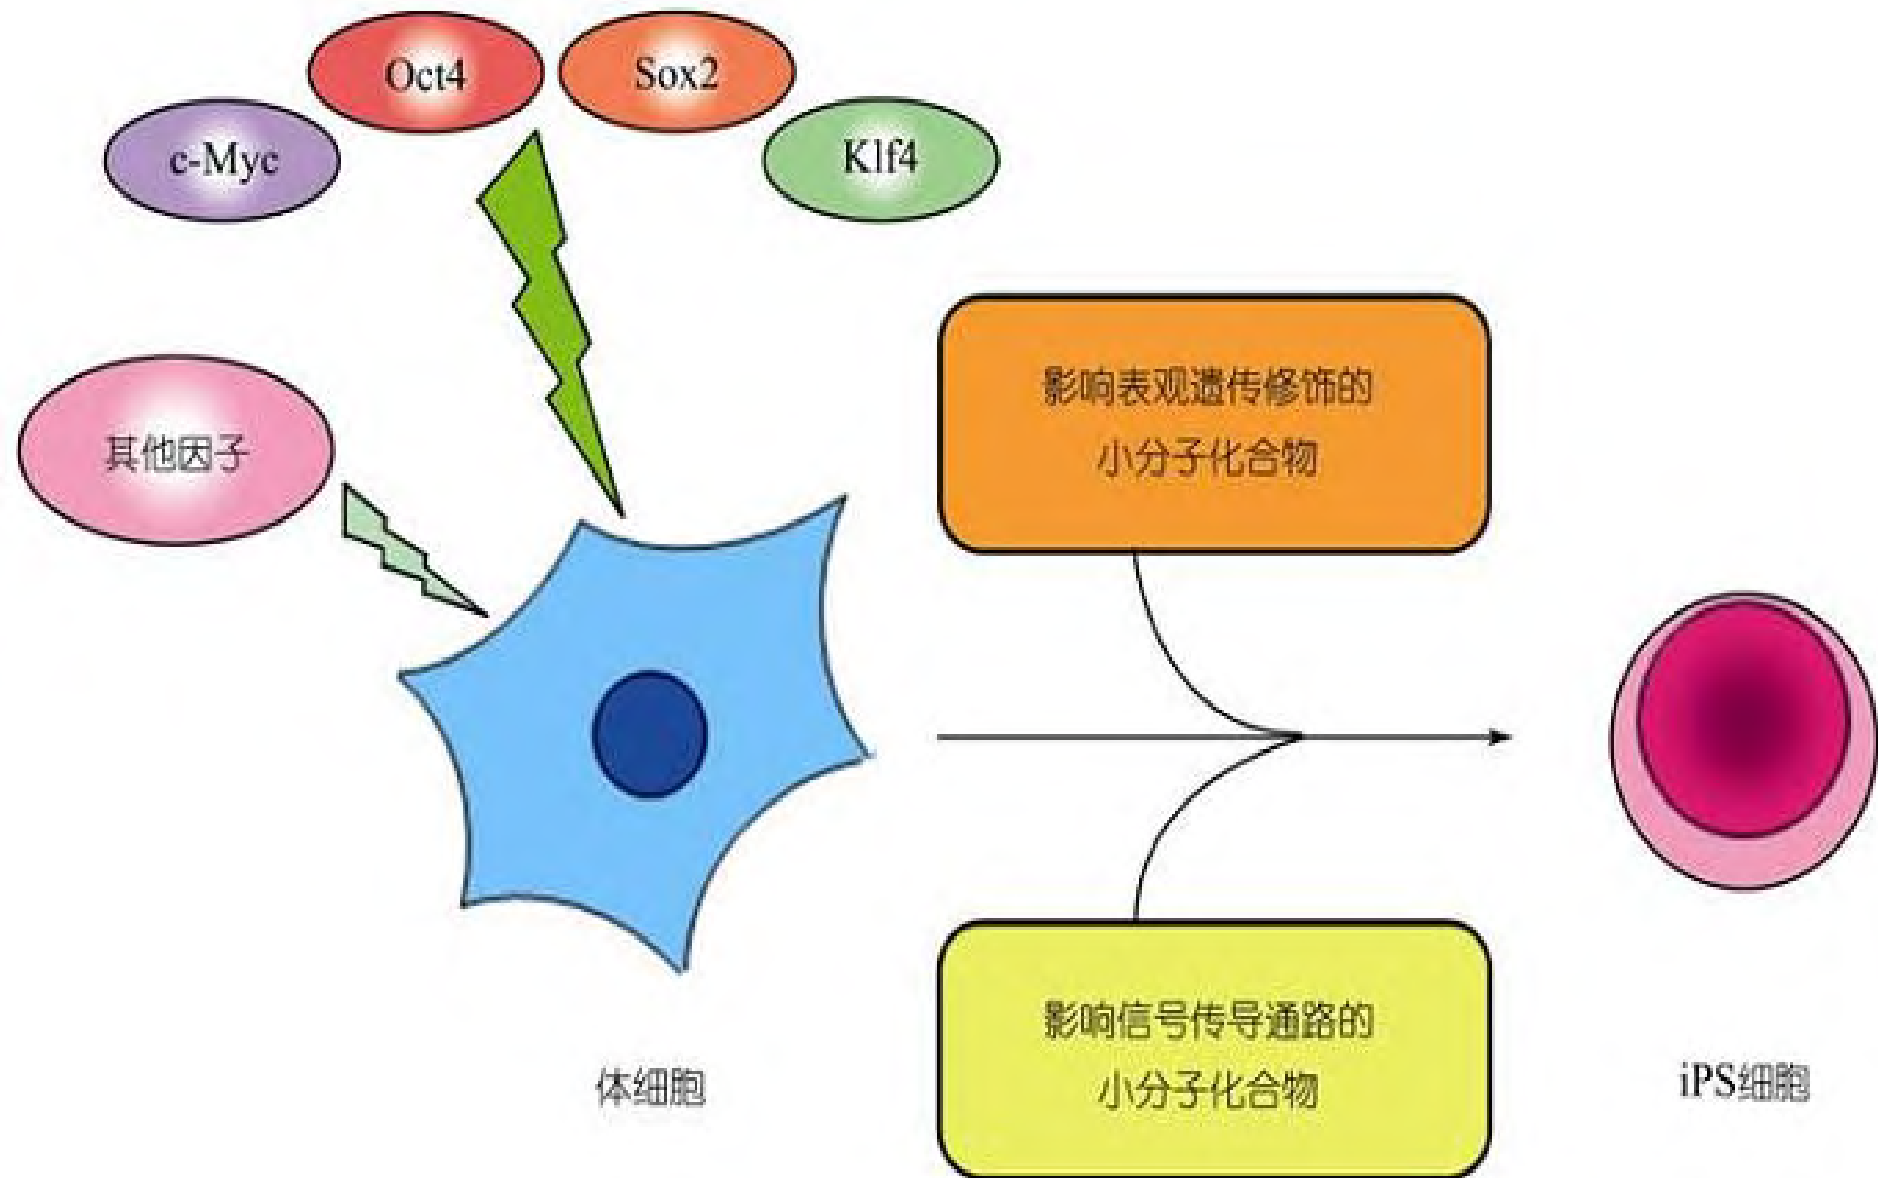 Oct4
Sox2
c-Myc
Klf4
影响表观遗传修饰的
小分子化合物
其他因子
影响信号传导通路的
小分子化合物
体细胞
iPS细胞